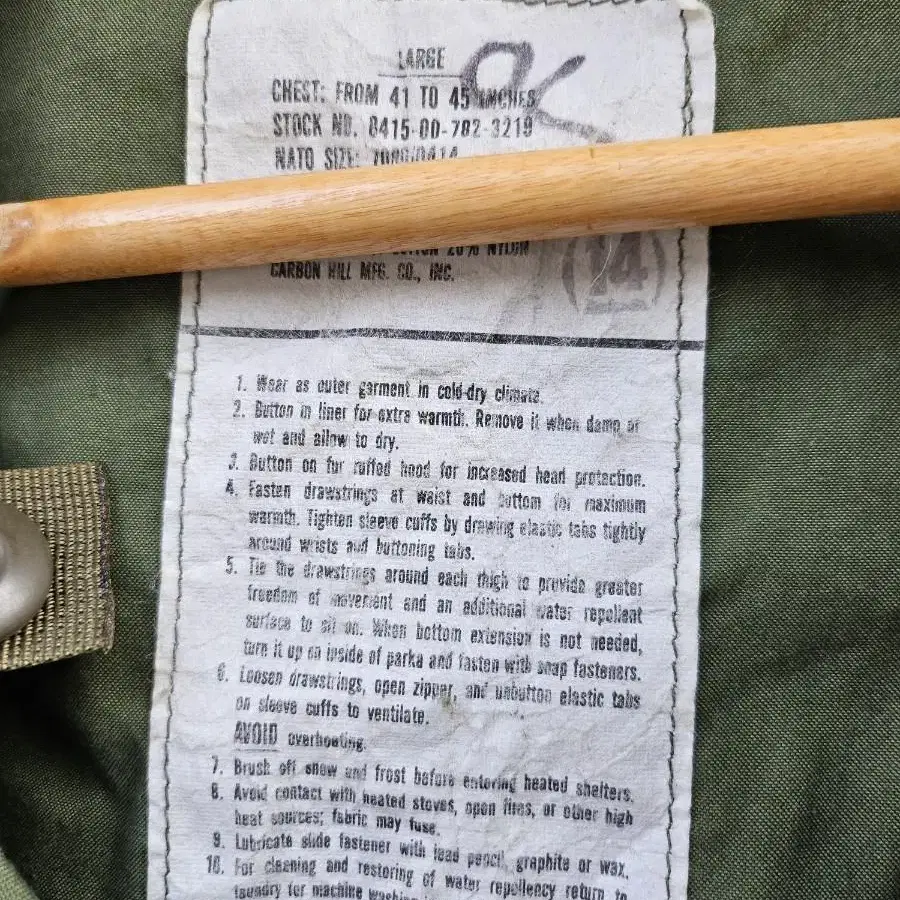 LARGE
CHEST: FROM 41 TO 45 INCHES
STOCK NO. 8415-00-782-3219
NATO SIZE:
20% NYLON
CARBON HILL MFG. CO., INC.
14
1. Wear as outer garment in cold-dry climate.
2. Button in liner for extra warmth. Remove it when damp or
wet and allow to dry.
3. Button on fur ruffed hood for increased head protection.
4. Fasten drawstrings at waist and bottom for maximum
warmth. Tighten sleeve cuffs by drawing elastic tabs tightly
around wrists and buttoning tabs.
5. Tie the drawstrings around each thigh to provide greater
freedom of movement and an additional water repellent
surface to sit on. When bottom extension is not needed,
turn it up on inside of parka and fasten with snap fasteners.
6. Loosen drawstrings, open zipper, and unbutton elastic tabs
on sleeve cuffs to ventilate.
AVOID overheating.
7. Brush off snow and frost before entering heated shelters.
8. Avoid contact with heated stoves, open fires, or other high
heat sources; fabric may fuse.
9. Lubricate slide fastener with lead pencil, graphite or wax.
10. For cleaning and restoring of water repellency return to
laundry for machine washing